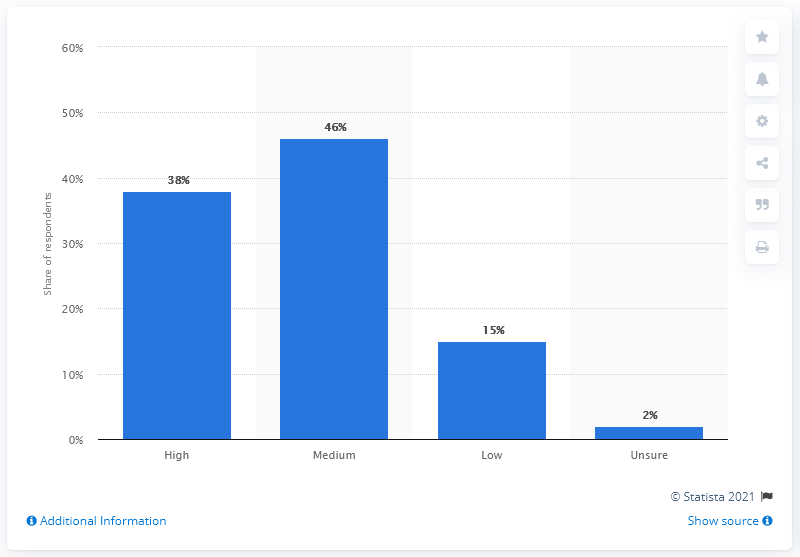 60%
50%
40%
30%
20%
10%
0%
Share of respondents
38%
46%
15%
2%
High
Medium
Low
Unsure
© Statista 2021
Additional Information
Show source